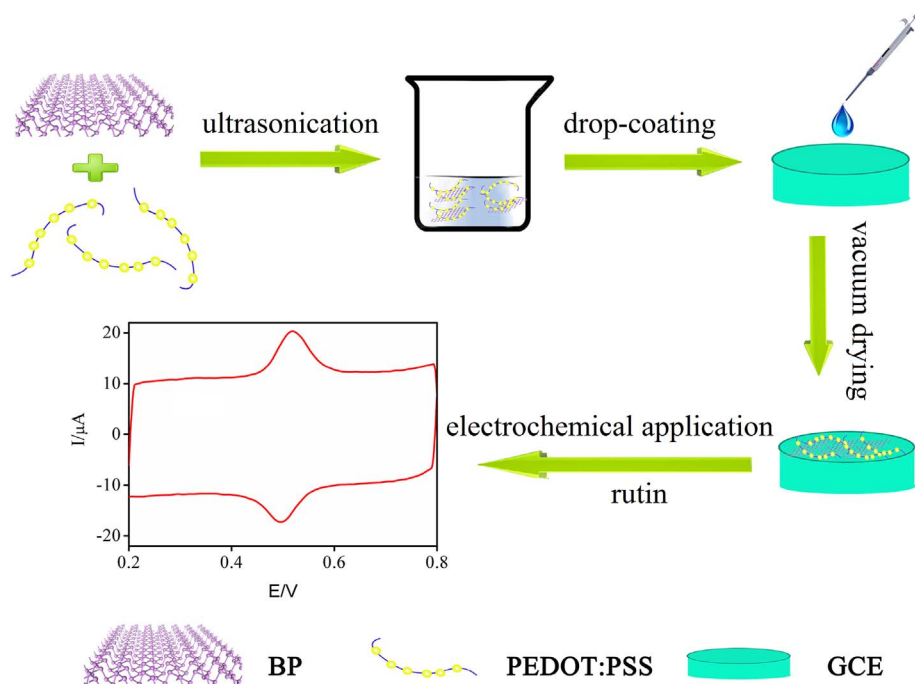 ultrasonication
drop-coating
vacuum drying
electrochemical application
rutin
I/μA
20
10
0
-10
-20
0.2
0.4
0.6
0.8
E/V
BP
PEDOT:PSS
GCE